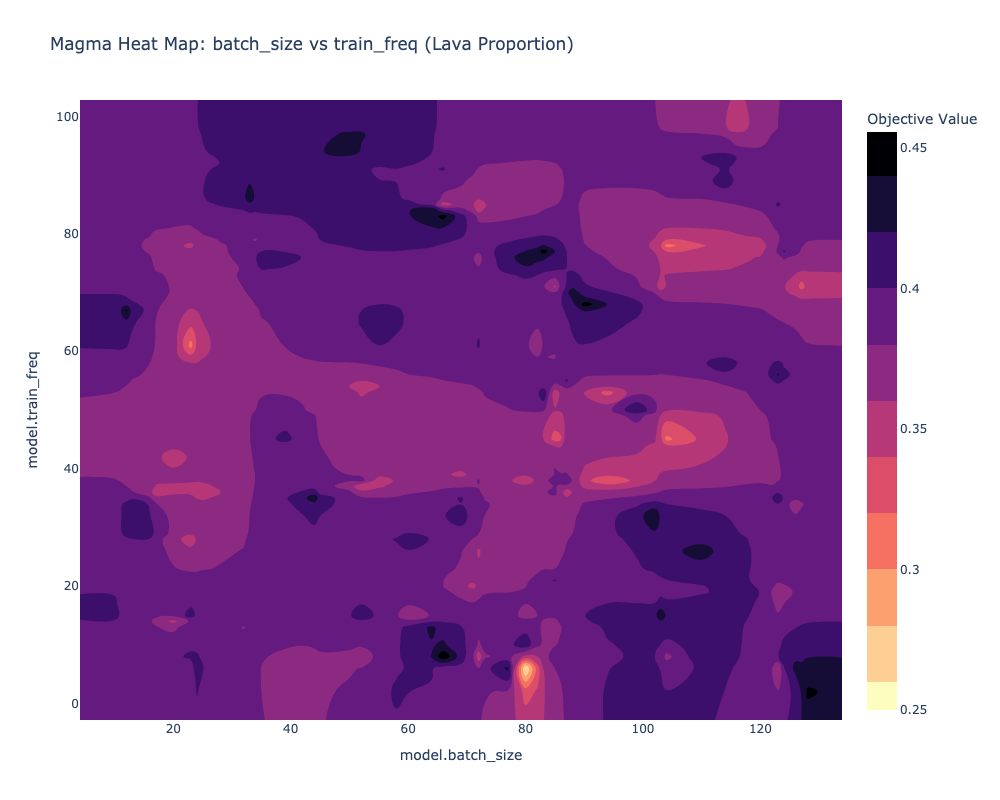 Magma Heat Map: batch_size vs train_freq (Lava Proportion)
Objective Value
0.45
0.4
0.35
0.3
0.25
model.train_freq
100
80
60
40
20
0
20 40 60 80 100 120
model.batch_size